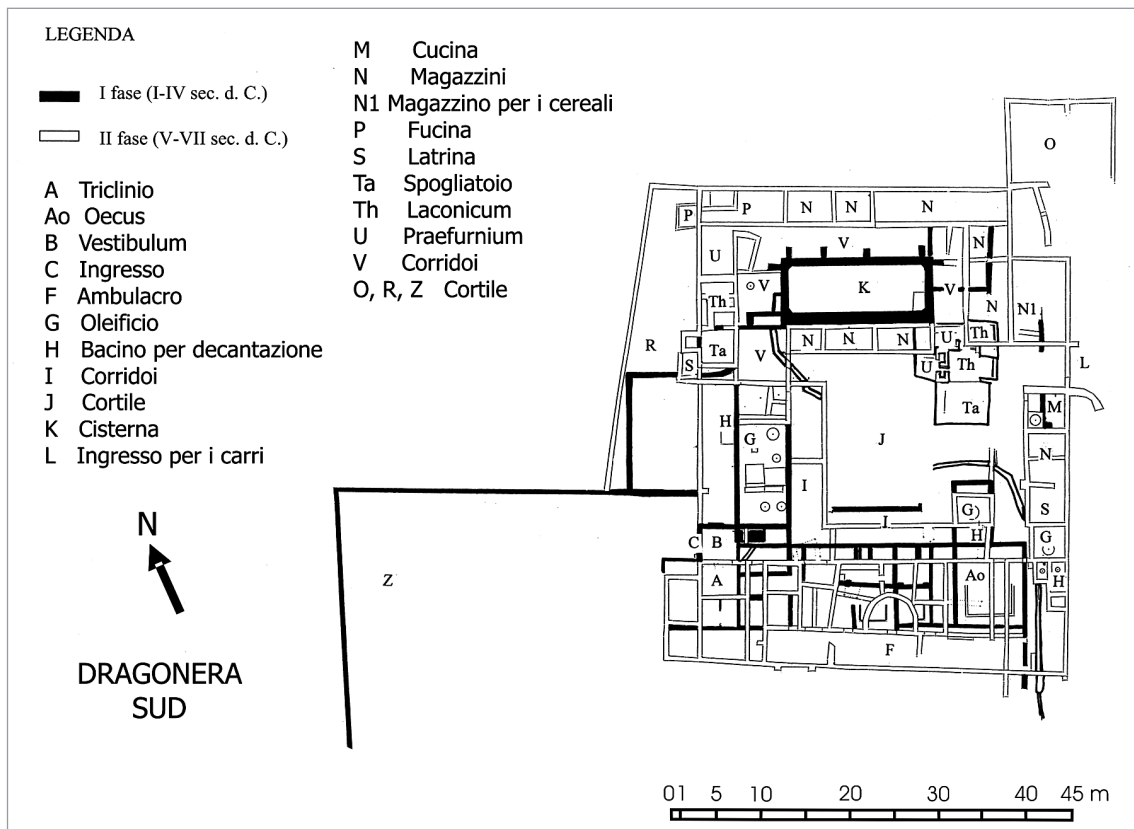 LEGENDA
I fase (I-IV sec. d. C.)
II fase (V-VII sec. d. C.)
A Triclinio
Ao Oecus
B Vestibulum
C Ingresso
F Ambulacro
G Oleificio
H Bacino per decantazione
I Corridoi
J Cortile
K Cisterna
L Ingresso per i carri
M Cucina
N Magazzini
N1 Magazzino per i cereali
P Fucina
S Latrina
Ta Spogliatoio
Th Laconicum
U Praefurnium
V Corridoi
O, R, Z Cortile
N
DRAGONERA
SUD
O
P P N N N
U V N
Th V K V N N1
R Ta V N N N U Th
S U Th L
Ta M
H G J N
I G S
I H G
C B
Z A Ao H
F
01 5 10 20 30 40 45 m